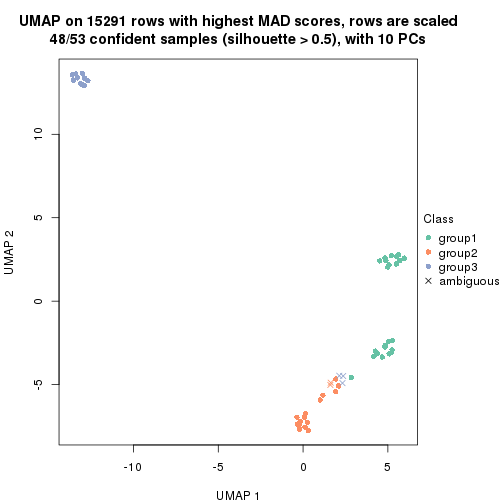 UMAP on 15291 rows with highest MAD scores, rows are scaled
48/53 confident samples (silhouette > 0.5), with 10 PCs
10
5
0
-5
UMAP 2
-10
-5
0
5
UMAP 1
Class
group1
group2
group3
ambiguous